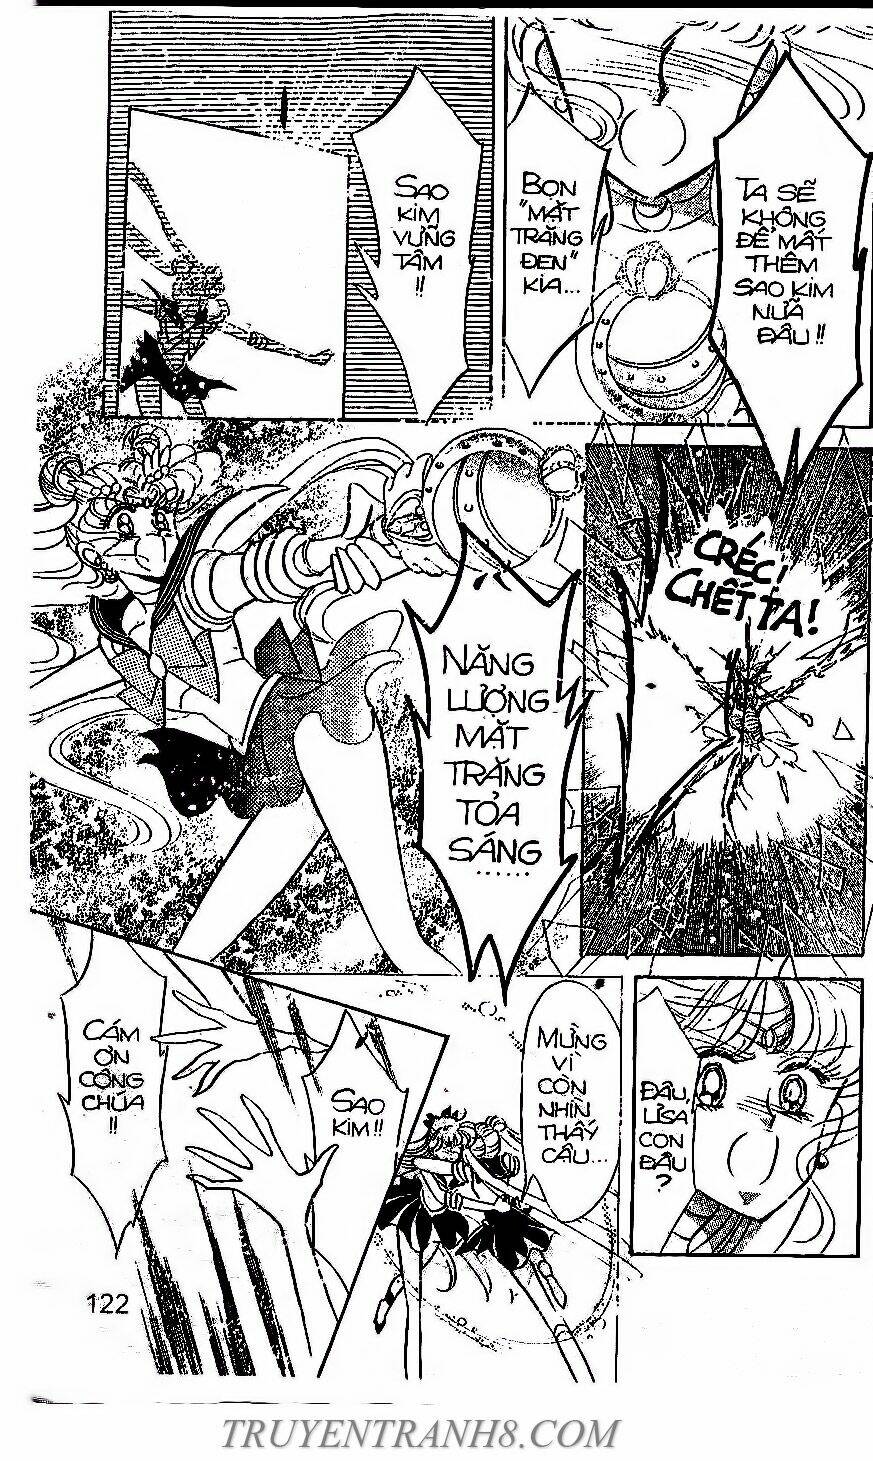 TA SẼ
KHÔNG
ĐỂ MẤT
THÊM
SAO KIM
NỮA
ĐÂU!!
BỌN
"MẶT
TRĂNG
ĐEN"
KIA...
SAO
KIM
VỮNG
TÂM
!!
CRÉC!
CHẾT TA!
NĂNG
LƯỢNG
MẶT
TRĂNG
TỎA
SÁNG
......
ĐÂU,
LISA
CON
ĐÂU
?
MỪNG
VÌ
CÒN
NHÌN
THẤY
CẬU...
SAO
KIM!!
CÁM
ƠN
CÔNG
CHÚA
!!
122
TRUYENTRANH8.COM